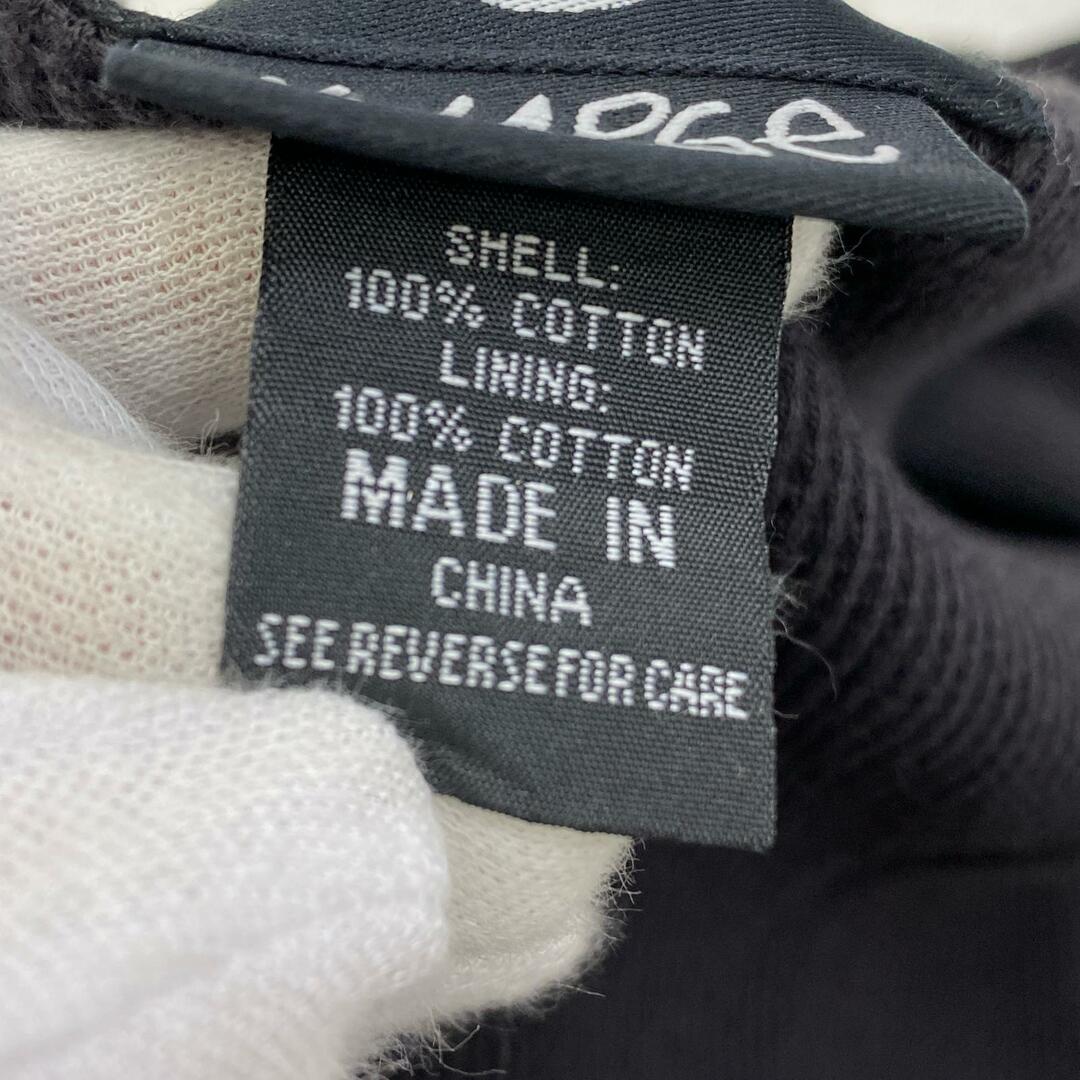 SHELL:
100% COTTON
LINING:
100% COTTON
MADE IN
CHINA
SEE REVERSE FOR CARE